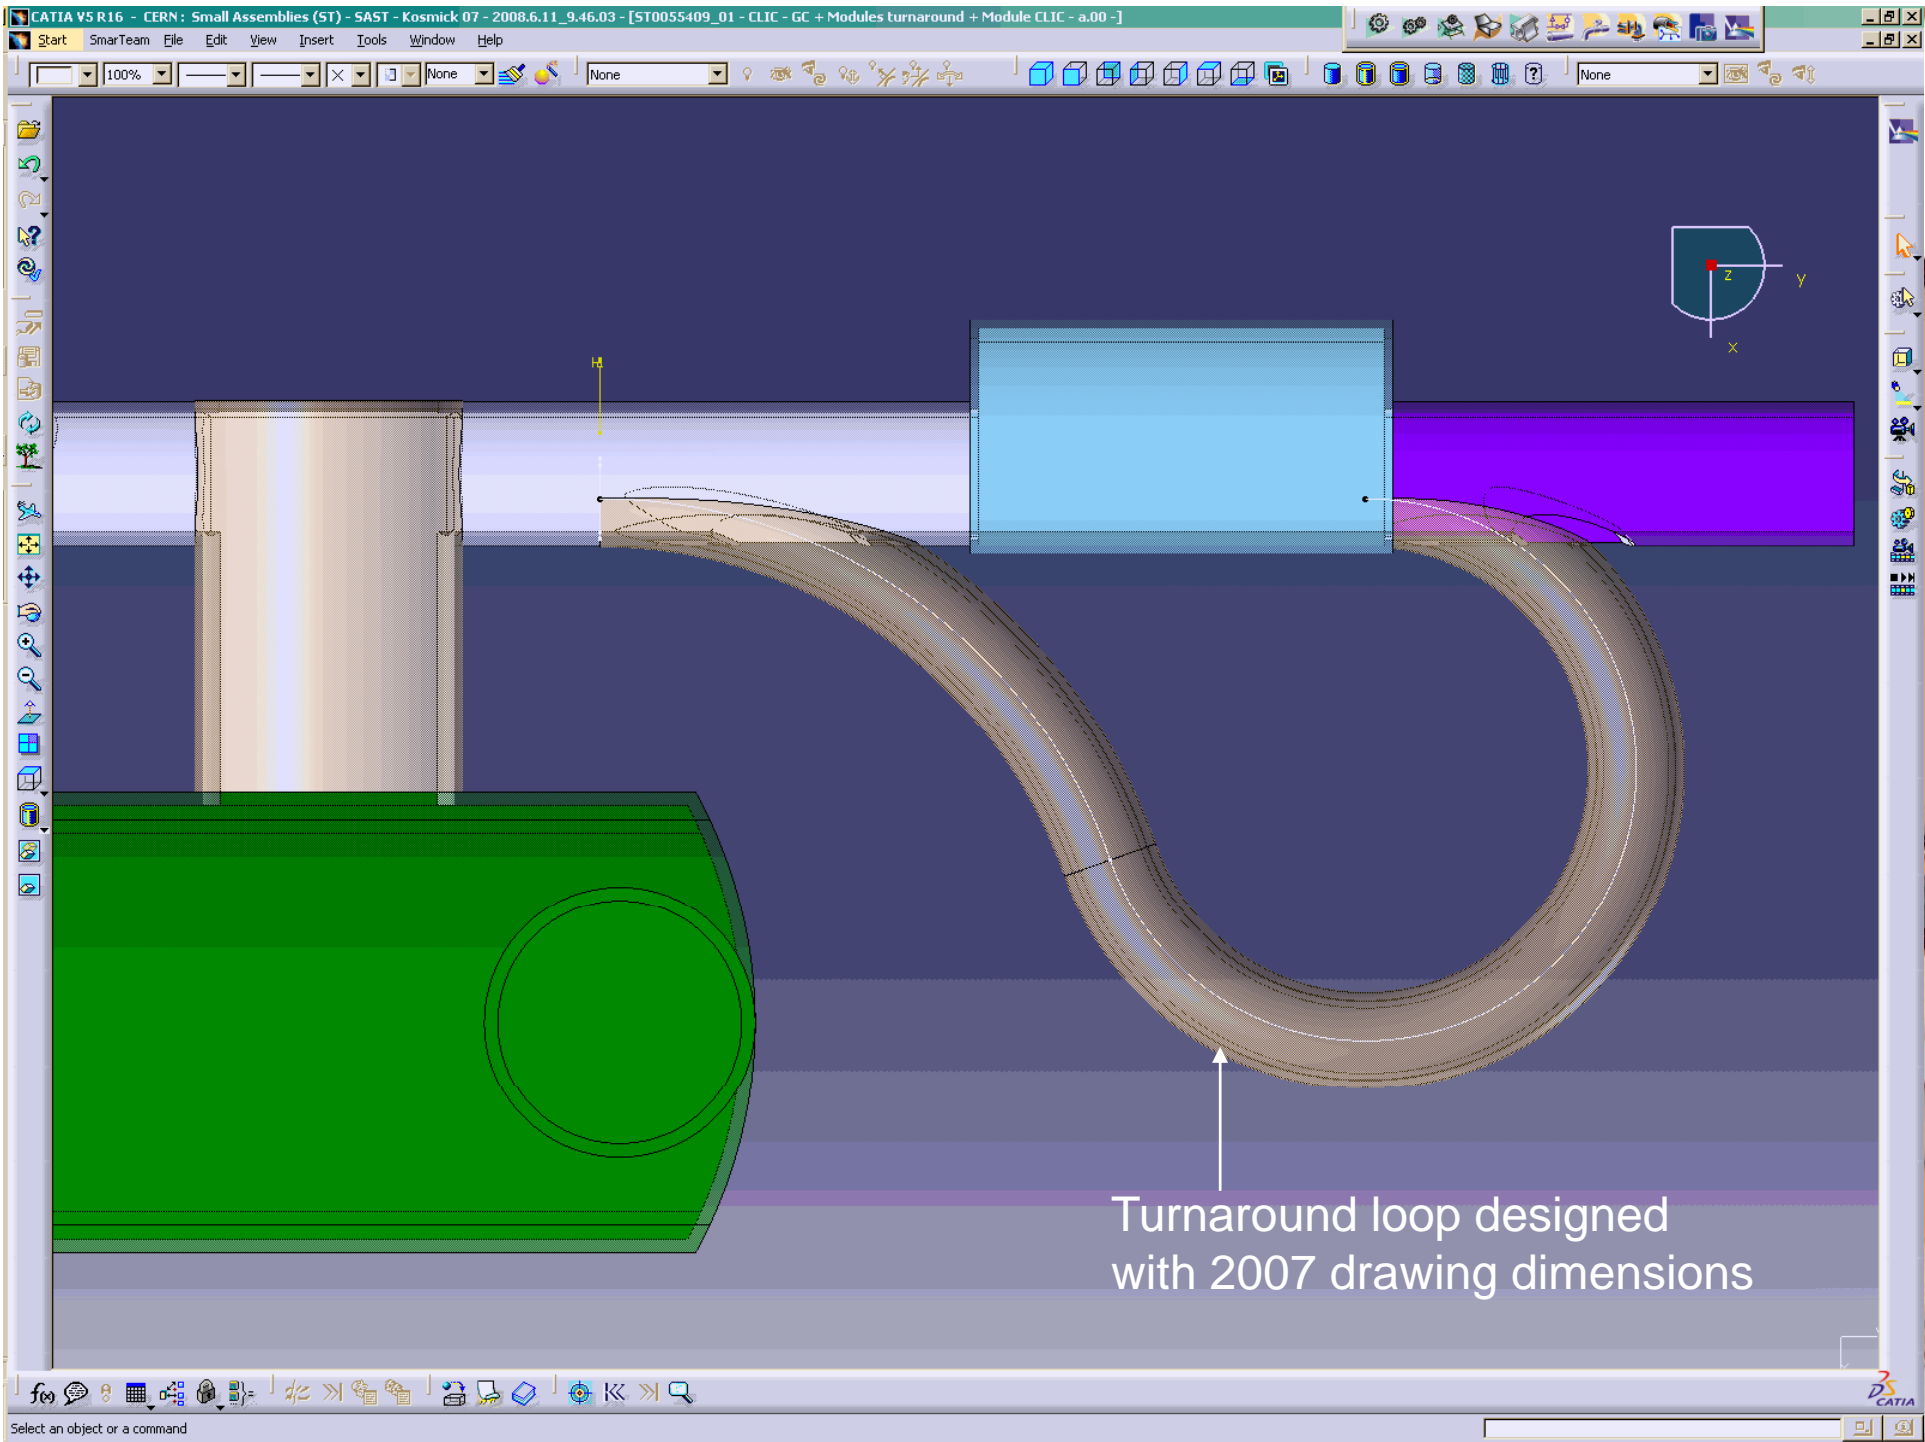 CATIA V5 R16 - CERN : Small Assemblies (ST) - SAST - Kosmick 07 - 2008.6.11_9.46.03 - [ST0055409_01 - CLIC - GC + Modules turnaround + Module CLIC - a.00 -]
Start SmarTeam File Edit View Insert Tools Window Help
100% None None None
z y
x
H
Turnaround loop designed
with 2007 drawing dimensions
f(x)
CATIA
Select an object or a command